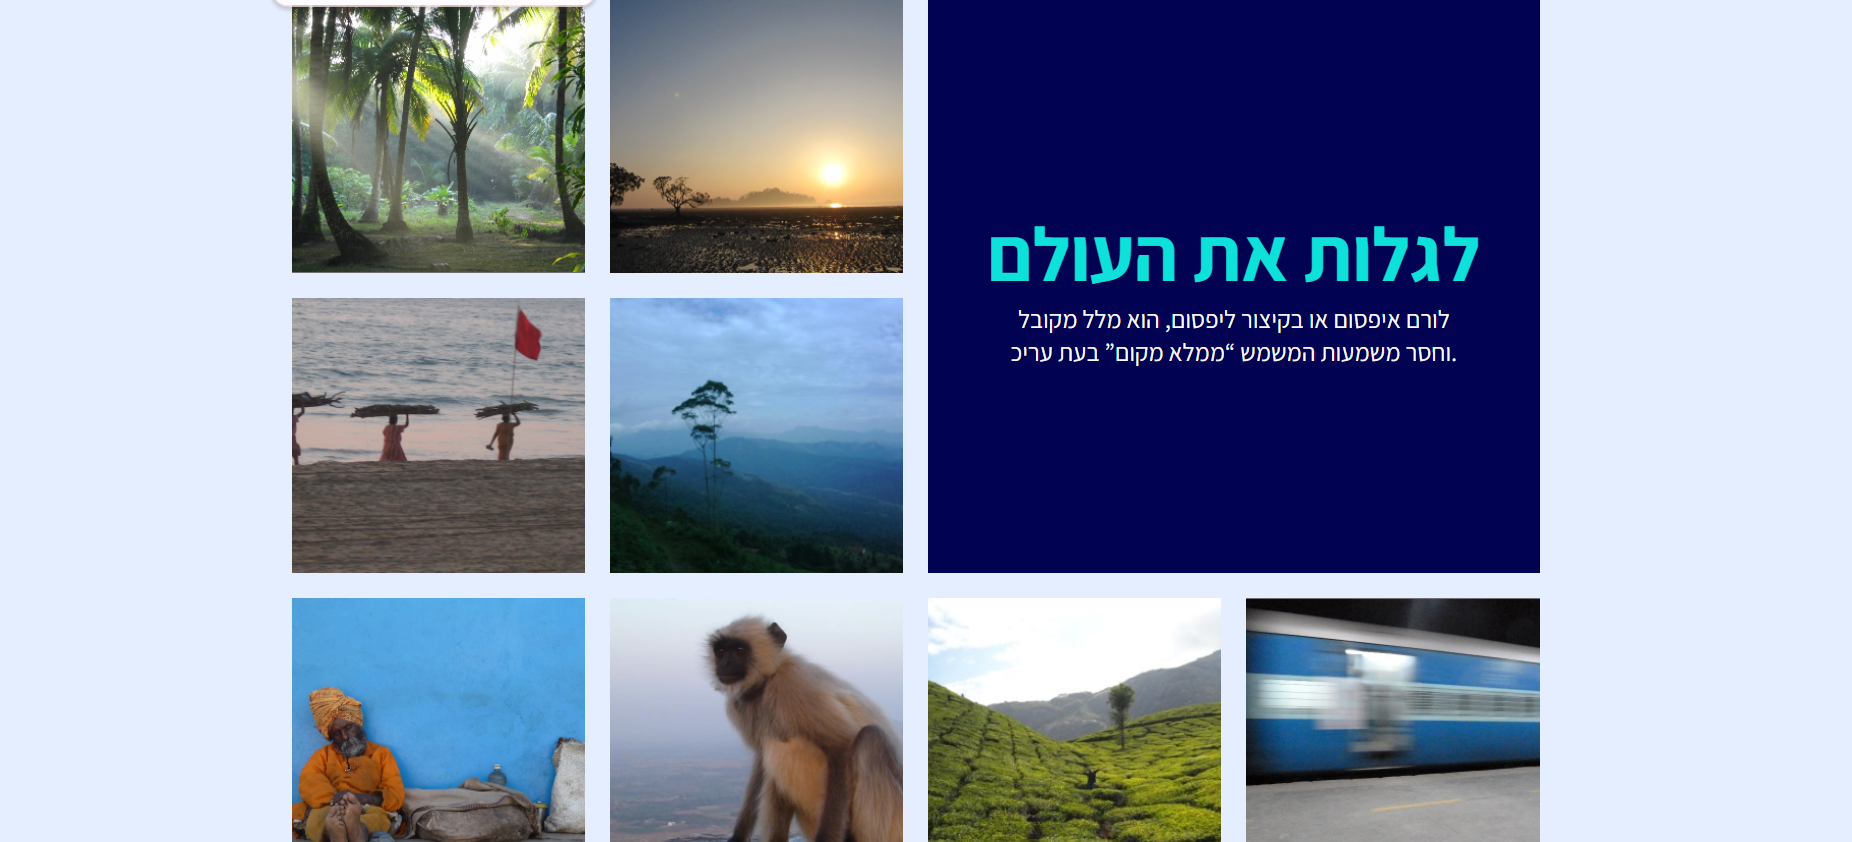 לגלות את העולם
לורם איפסום או בקיצור ליפסום, הוא מלל מקובל
וחסר משמעות המשמש “ממלא מקום” בעת עריכ.